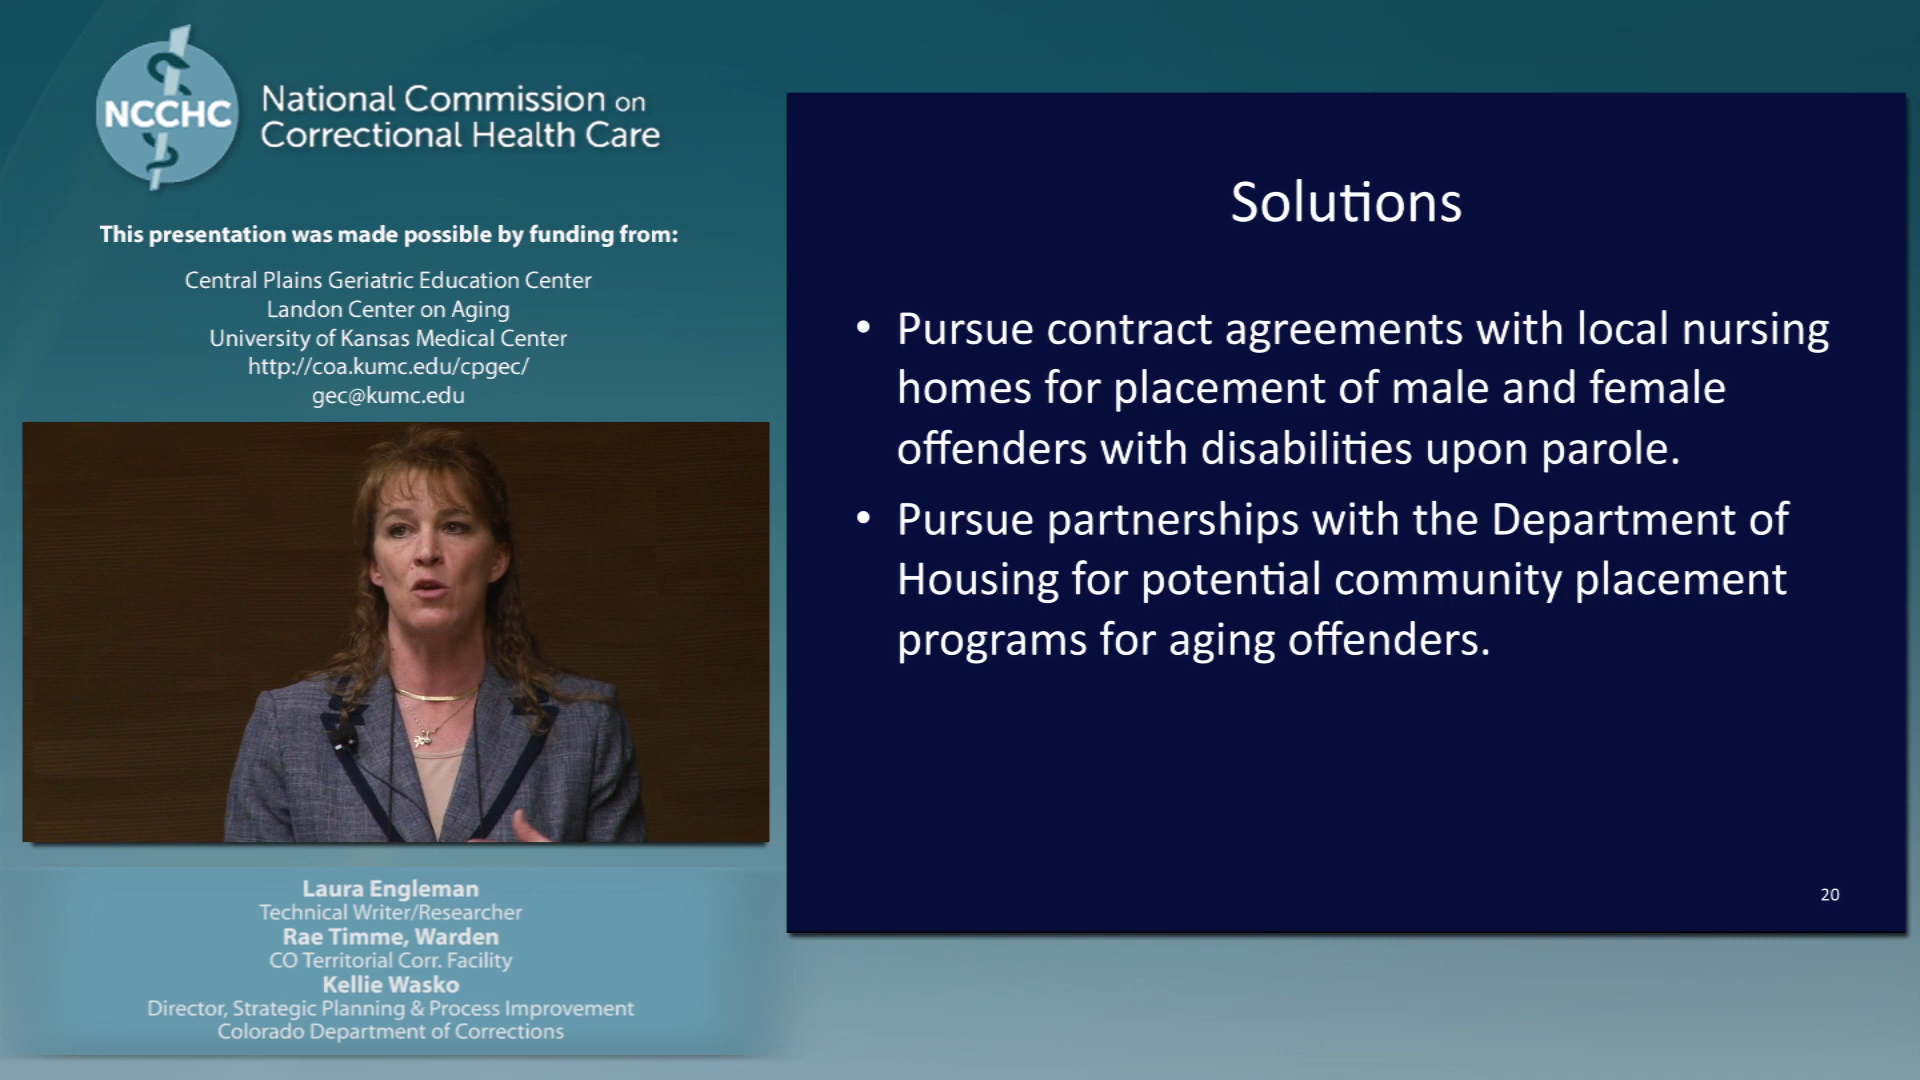 NCCHC
National Commission on
Correctional Health Care
This presentation was made possible by funding from:
Central Plains Geriatric Education Center
Landon Center on Aging
University of Kansas Medical Center
http://coa.kumc.edu/cpgec/
gec@kumc.edu
Laura Engleman
Technical Writer/Researcher
Rae Timme, Warden
CO Territorial Corr. Facility
Kellie Wasko
Director, Strategic Planning & Process Improvement
Colorado Department of Corrections
Solutions
• Pursue contract agreements with local nursing
homes for placement of male and female
offenders with disabilities upon parole.
• Pursue partnerships with the Department of
Housing for potential community placement
programs for aging offenders.
20